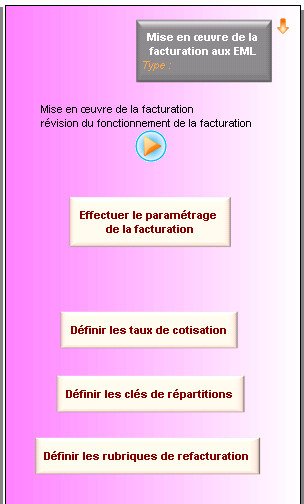 Mise en œuvre de la
facturation aux EML
Type :
Mise en œuvre de la facturation
révision du fonctionnement de la facturation
Effectuer le paramétrage
de la facturation
Définir les taux de cotisation
Définir les clés de répartitions
Définir les rubriques de refacturation